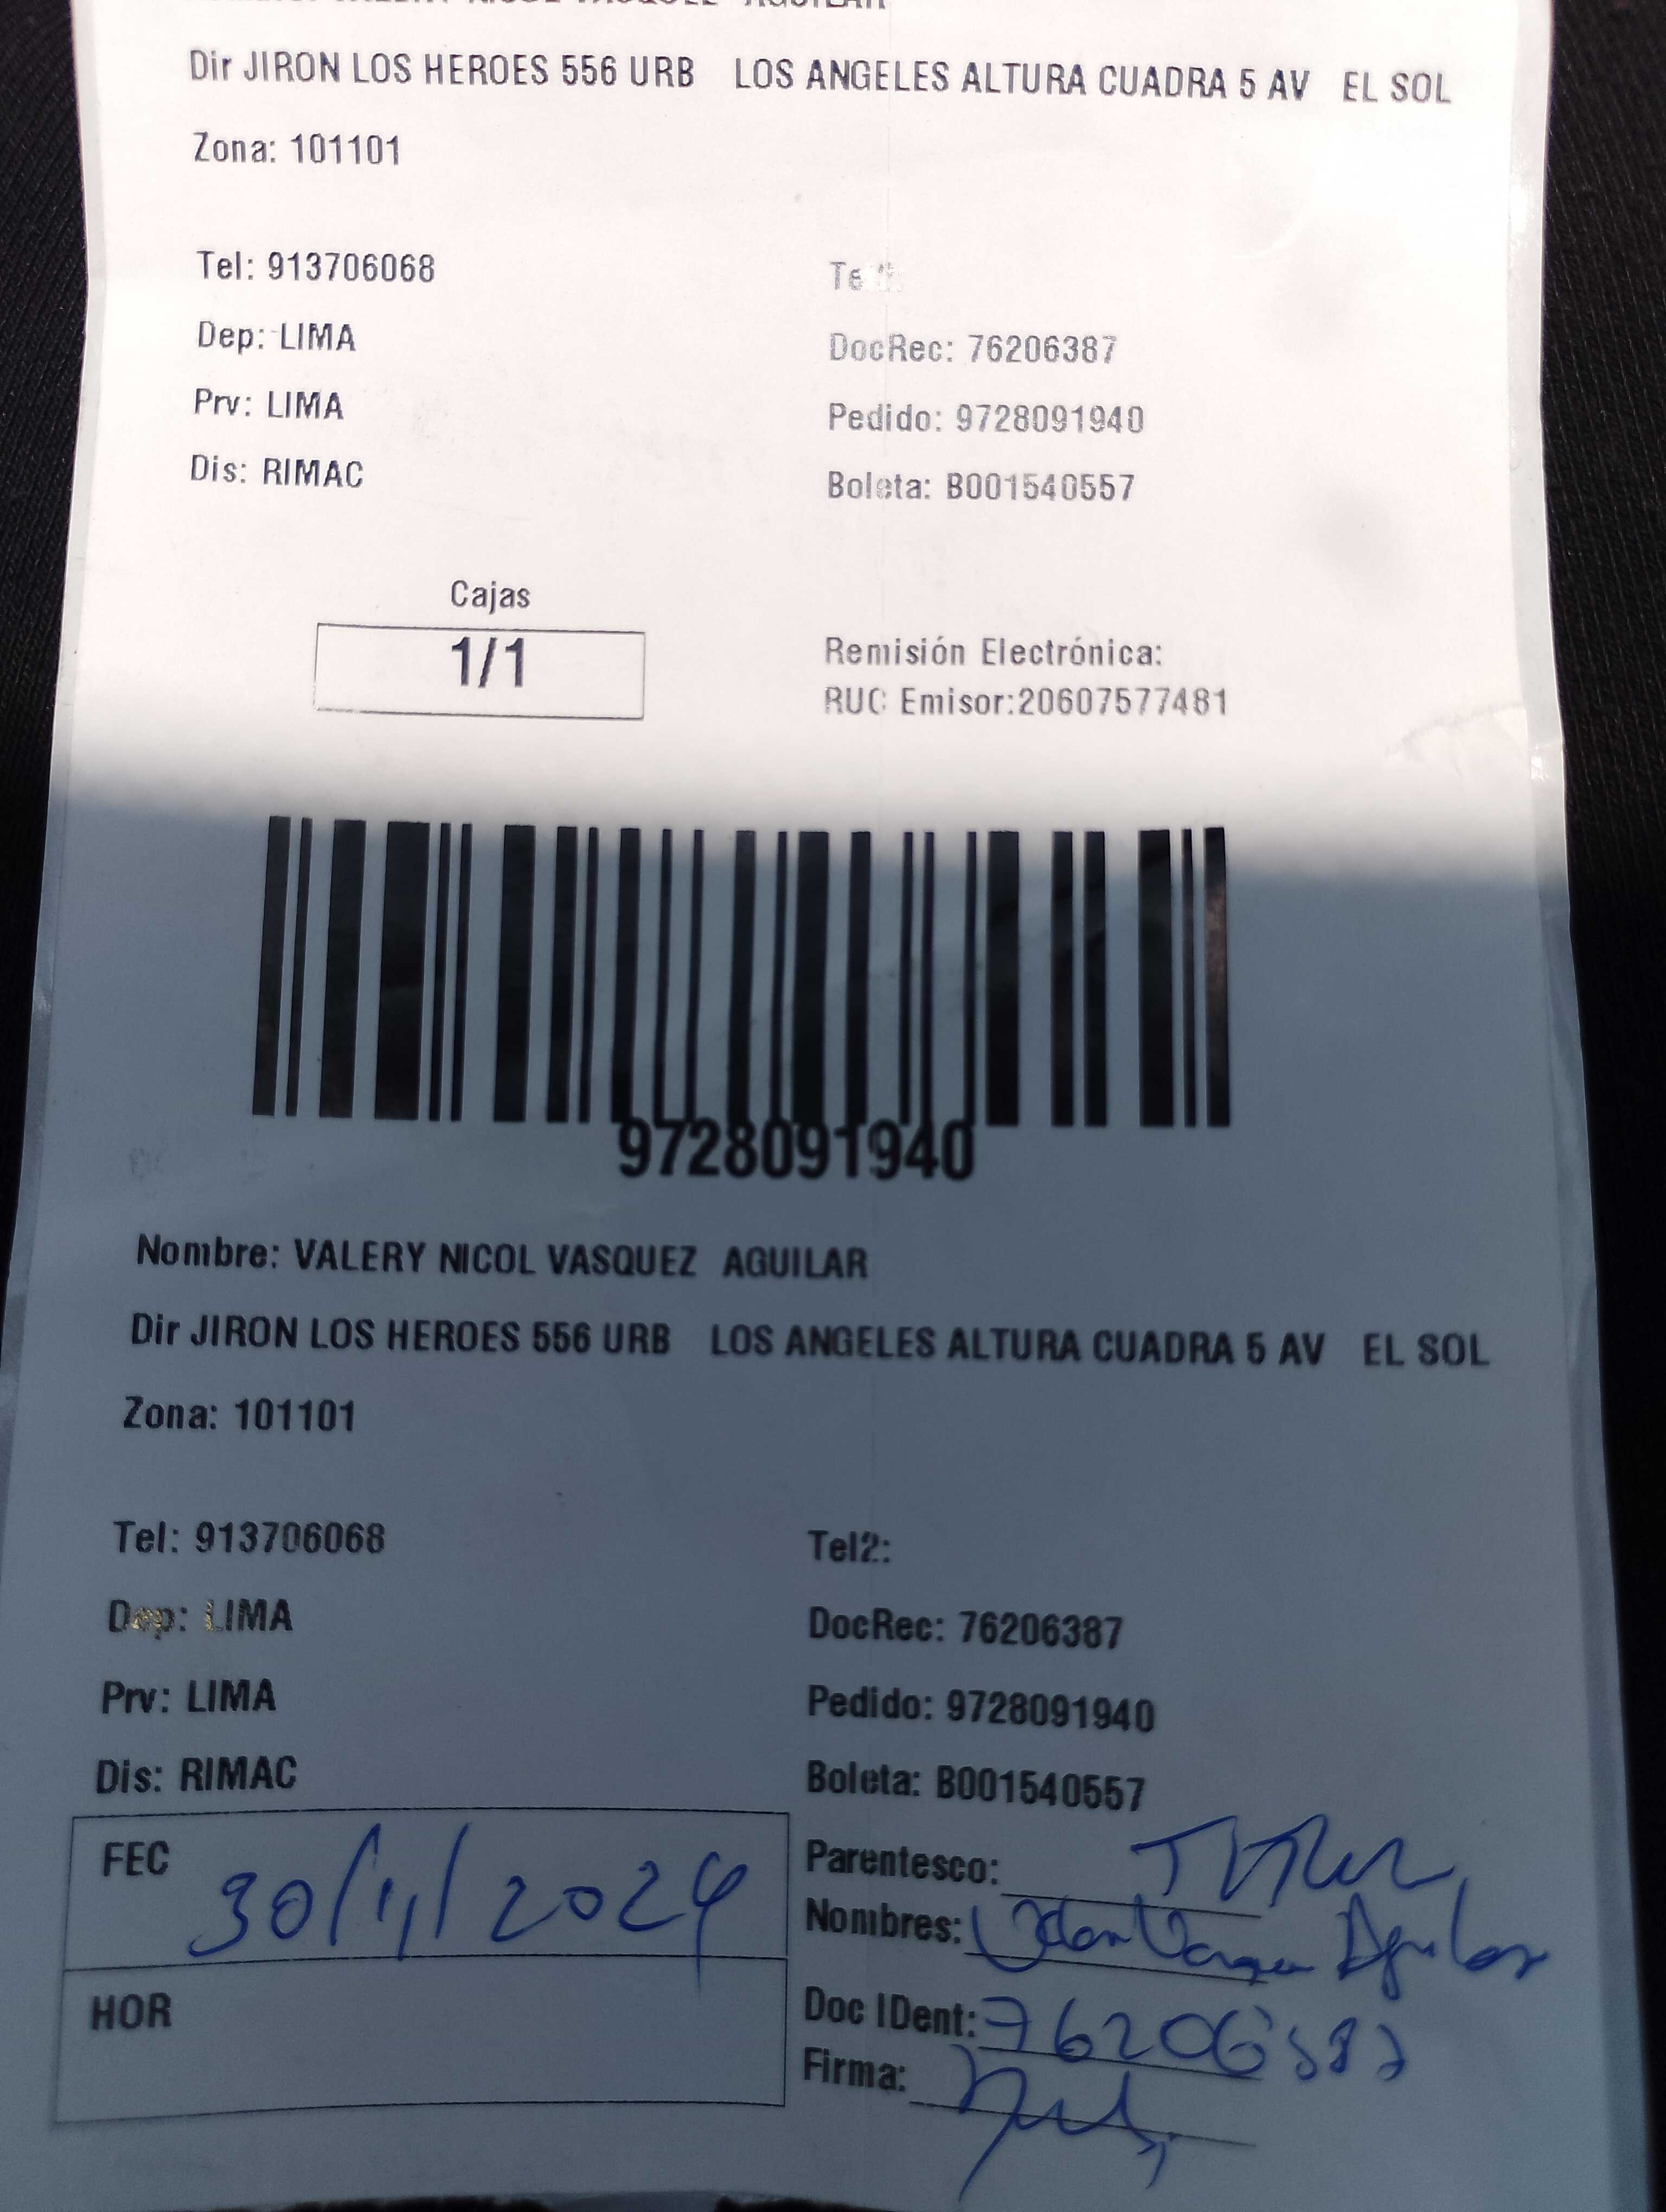 Dir JIRON LOS HEROES 556 URB LOS ANGELES ALTURA CUADRA 5 AV EL SOL
Zona: 101101
Tel: 913706068
Dep: LIMA
DocRec: 76206387
Prv: LIMA
Pedido: 9728091940
Dis: RIMAC
Boleta: B001540557
Cajas
1/1
Remisión Electrónica:
RUC Emisor:20607577481
9728091940
Nombre: VALERY NICOL VASQUEZ AGUILAR
Dir JIRON LOS HEROES 556 URB LOS ANGELES ALTURA CUADRA 5 AV EL SOL
Zona: 101101
Tel: 913706068
Tel2:
Dep: LIMA
DocRec: 76206387
Prv: LIMA
Pedido: 9728091940
Dis: RIMAC
Boleta: B001540557
FEC 30/11/2024
Parentesco:
Nombres: Aguilar
HOR
Doc IDent:
Firma: